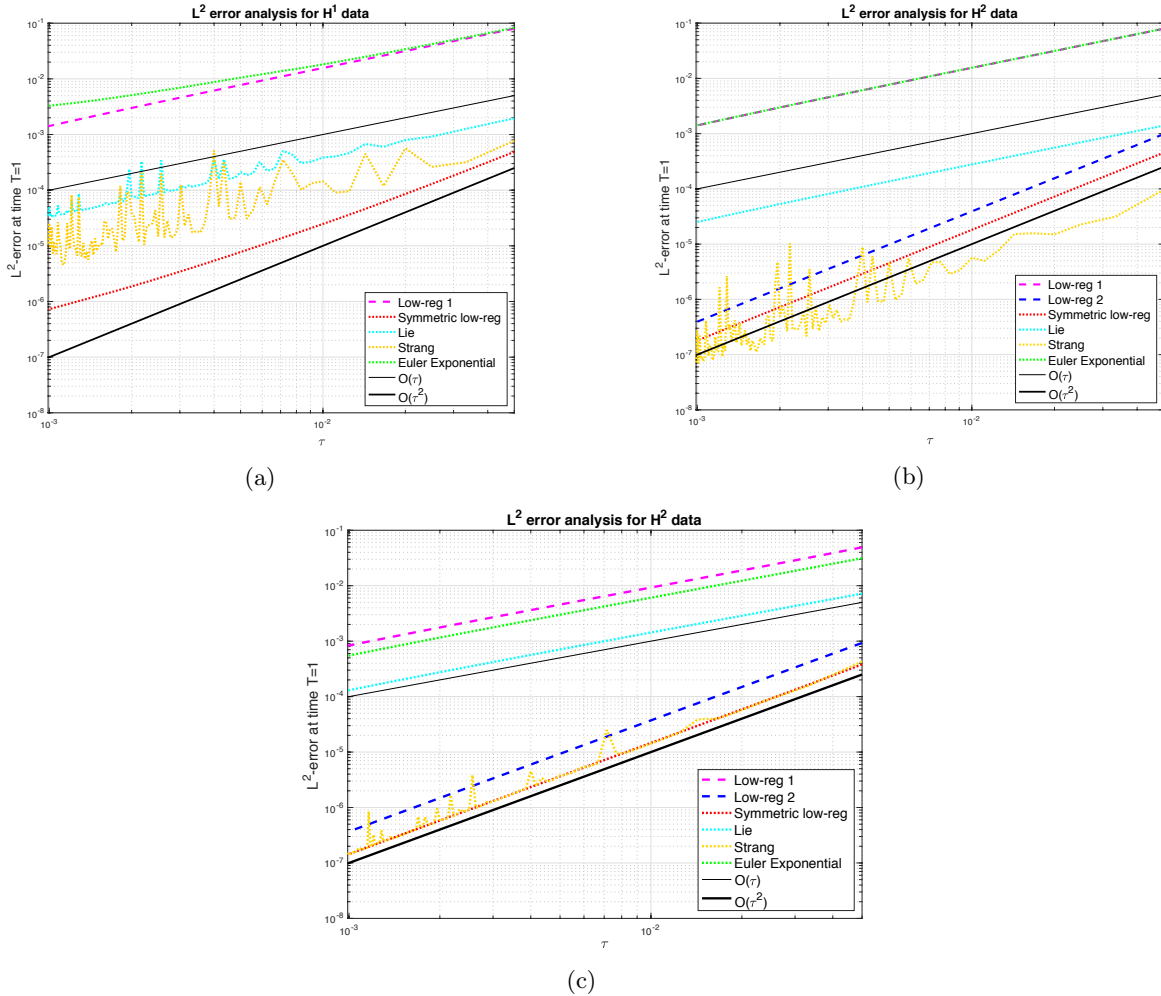 L² error analysis for H¹ data
L²-error at time T=1
10⁻¹
10⁻²
10⁻³
10⁻⁴
10⁻⁵
10⁻⁶
10⁻⁷
10⁻⁸
Low-reg 1
Symmetric low-reg
Lie
Strang
Euler Exponential
O(τ)
O(τ²)
10⁻³
10⁻²
τ
(a)
L² error analysis for H² data
L²-error at time T=1
10⁻¹
10⁻²
10⁻³
10⁻⁴
10⁻⁵
10⁻⁶
10⁻⁷
10⁻⁸
Low-reg 1
Low-reg 2
Symmetric low-reg
Lie
Strang
Euler Exponential
O(τ)
O(τ²)
10⁻³
10⁻²
τ
(b)
L² error analysis for H² data
L²-error at time T=1
10⁻¹
10⁻²
10⁻³
10⁻⁴
10⁻⁵
10⁻⁶
10⁻⁷
10⁻⁸
Low-reg 1
Low-reg 2
Symmetric low-reg
Lie
Strang
Euler Exponential
O(τ)
O(τ²)
10⁻³
10⁻²
τ
(c)